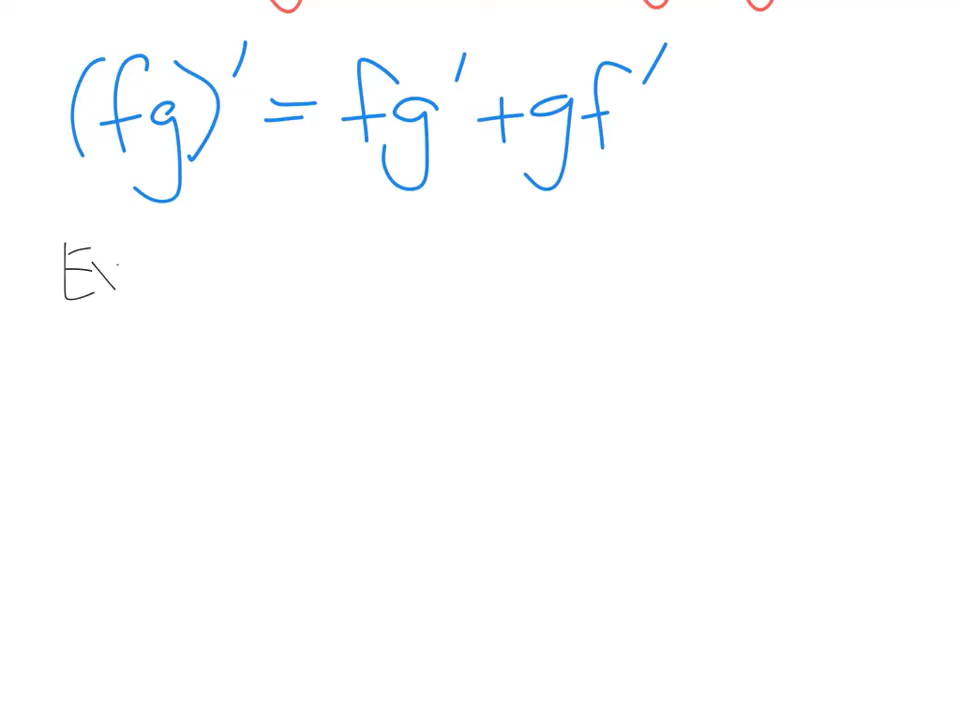 (fg)' = fg' + gf'
Ex